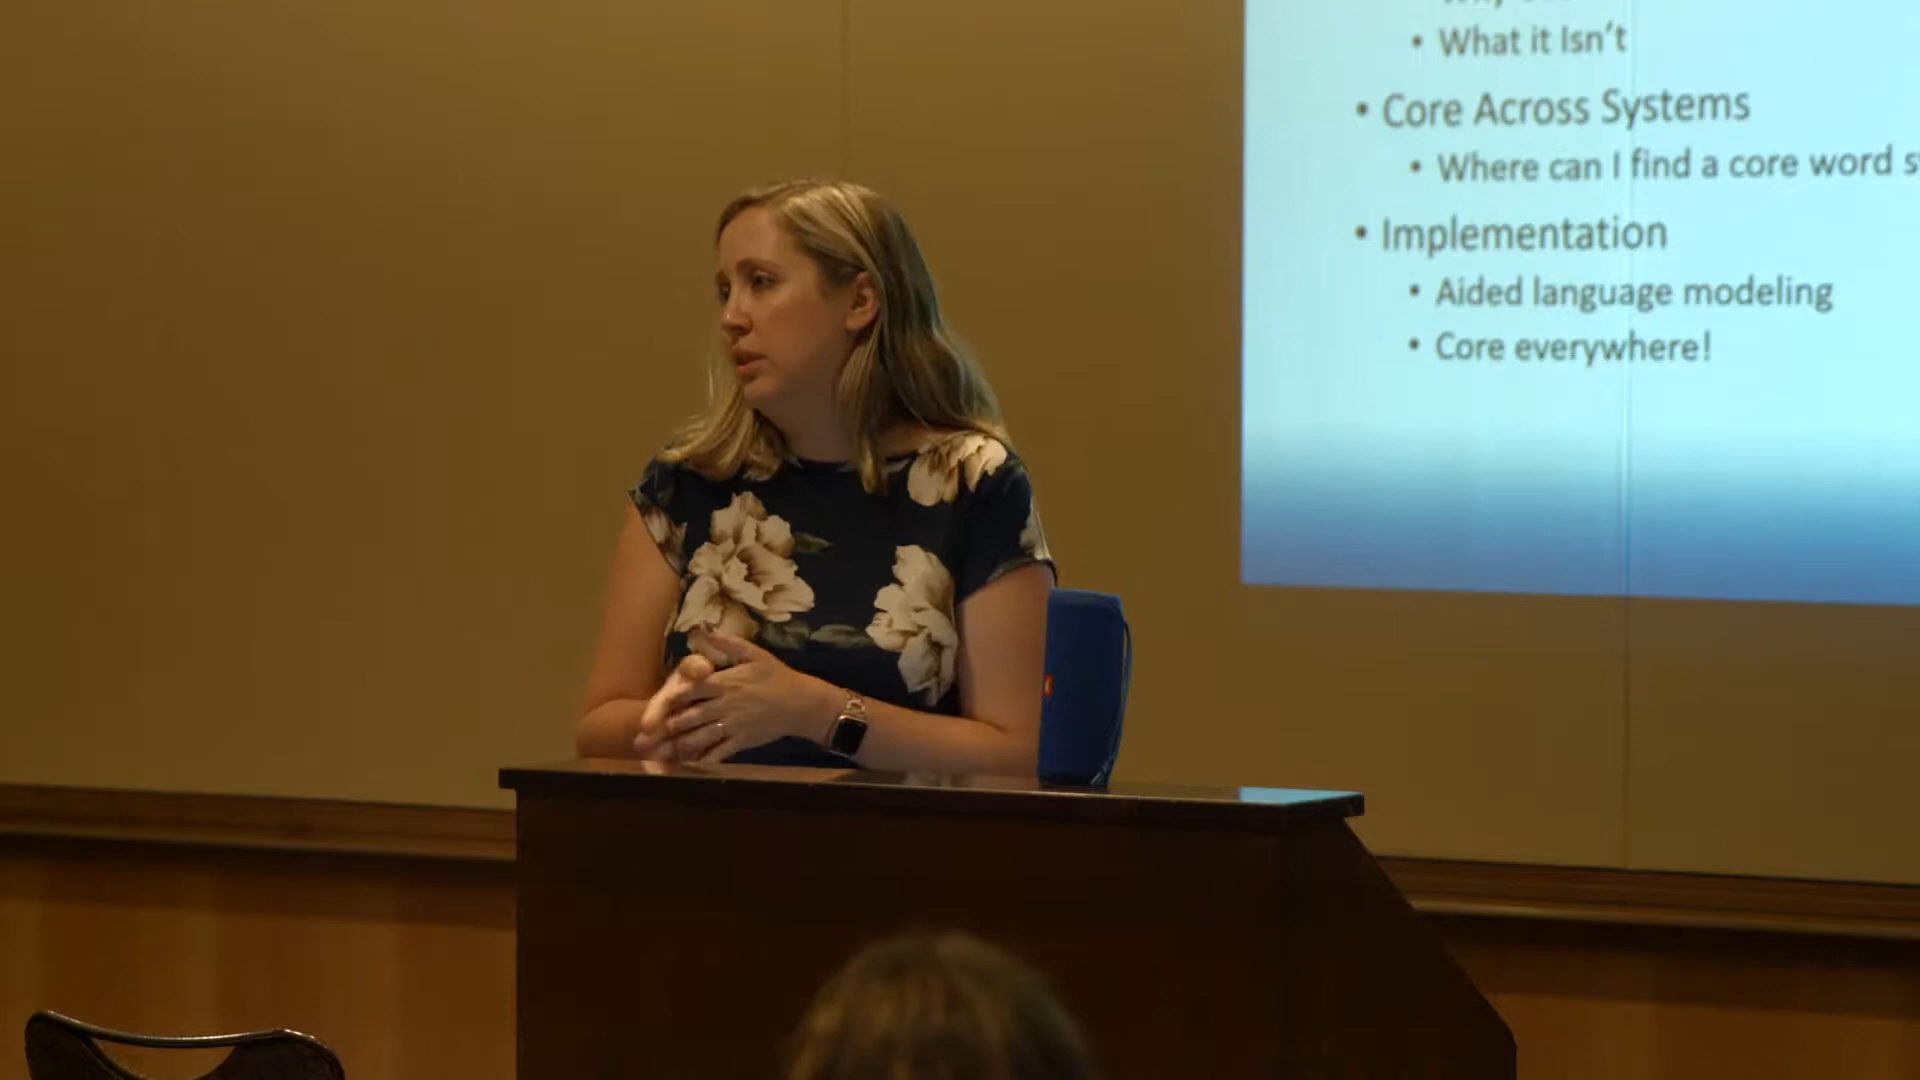 • What it Isn't
• Core Across Systems
• Where can I find a core word
• Implementation
• Aided language modeling
• Core everywhere!